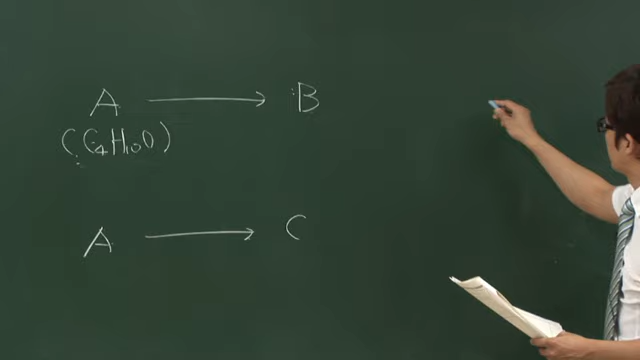 A → B
(C₄H₁₀O)
A → C